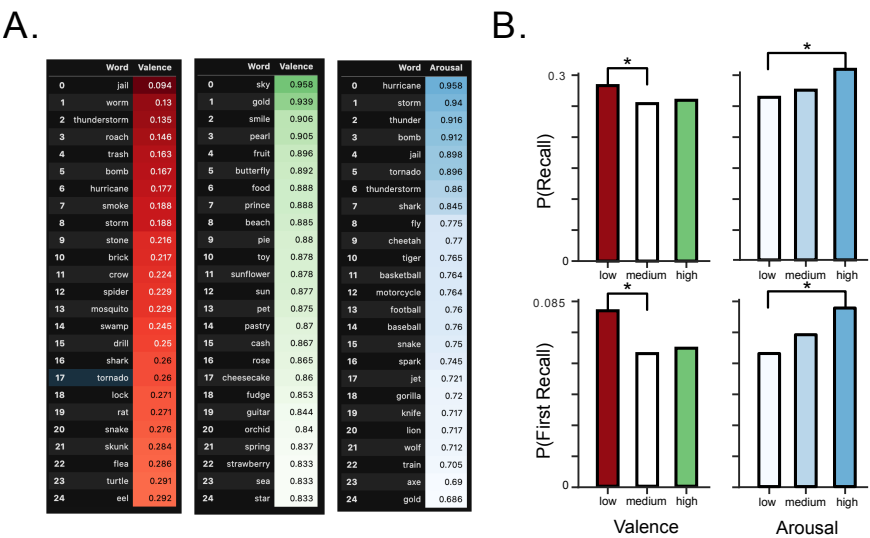 A.
Word Valence
0 jail 0.094
1 worm 0.13
2 thunderstorm 0.135
3 roach 0.146
4 trash 0.163
5 bomb 0.167
6 hurricane 0.177
7 smoke 0.188
8 storm 0.188
9 stone 0.216
10 brick 0.217
11 crow 0.224
12 spider 0.229
13 mosquito 0.229
14 swamp 0.245
15 drill 0.25
16 shark 0.26
17 tornado 0.26
18 lock 0.271
19 rat 0.271
20 snake 0.276
21 skunk 0.284
22 flea 0.286
23 turtle 0.291
24 eel 0.292
Word Valence
0 sky 0.958
1 gold 0.939
2 smile 0.906
3 pearl 0.905
4 fruit 0.896
5 butterfly 0.892
6 food 0.888
7 prince 0.888
8 beach 0.885
9 pie 0.88
10 toy 0.878
11 sunflower 0.878
12 sun 0.877
13 pet 0.875
14 pastry 0.87
15 cash 0.867
16 rose 0.865
17 cheesecake 0.86
18 fudge 0.853
19 guitar 0.844
20 orchid 0.84
21 spring 0.837
22 strawberry 0.833
23 sea 0.833
24 star 0.833
Word Arousal
0 hurricane 0.958
1 storm 0.94
2 thunder 0.916
3 bomb 0.912
4 jail 0.898
5 tornado 0.896
6 thunderstorm 0.86
7 shark 0.845
8 fly 0.775
9 cheetah 0.77
10 tiger 0.765
11 basketball 0.764
12 motorcycle 0.764
13 football 0.76
14 baseball 0.76
15 snake 0.75
16 spark 0.745
17 jet 0.721
18 gorilla 0.72
19 knife 0.717
20 lion 0.717
21 wolf 0.712
22 train 0.705
23 axe 0.69
24 gold 0.686
B.
P(Recall)
0.3
0
*
low medium high
*
low medium high
P(First Recall)
0.085
0
*
low medium high
Valence
*
low medium high
Arousal